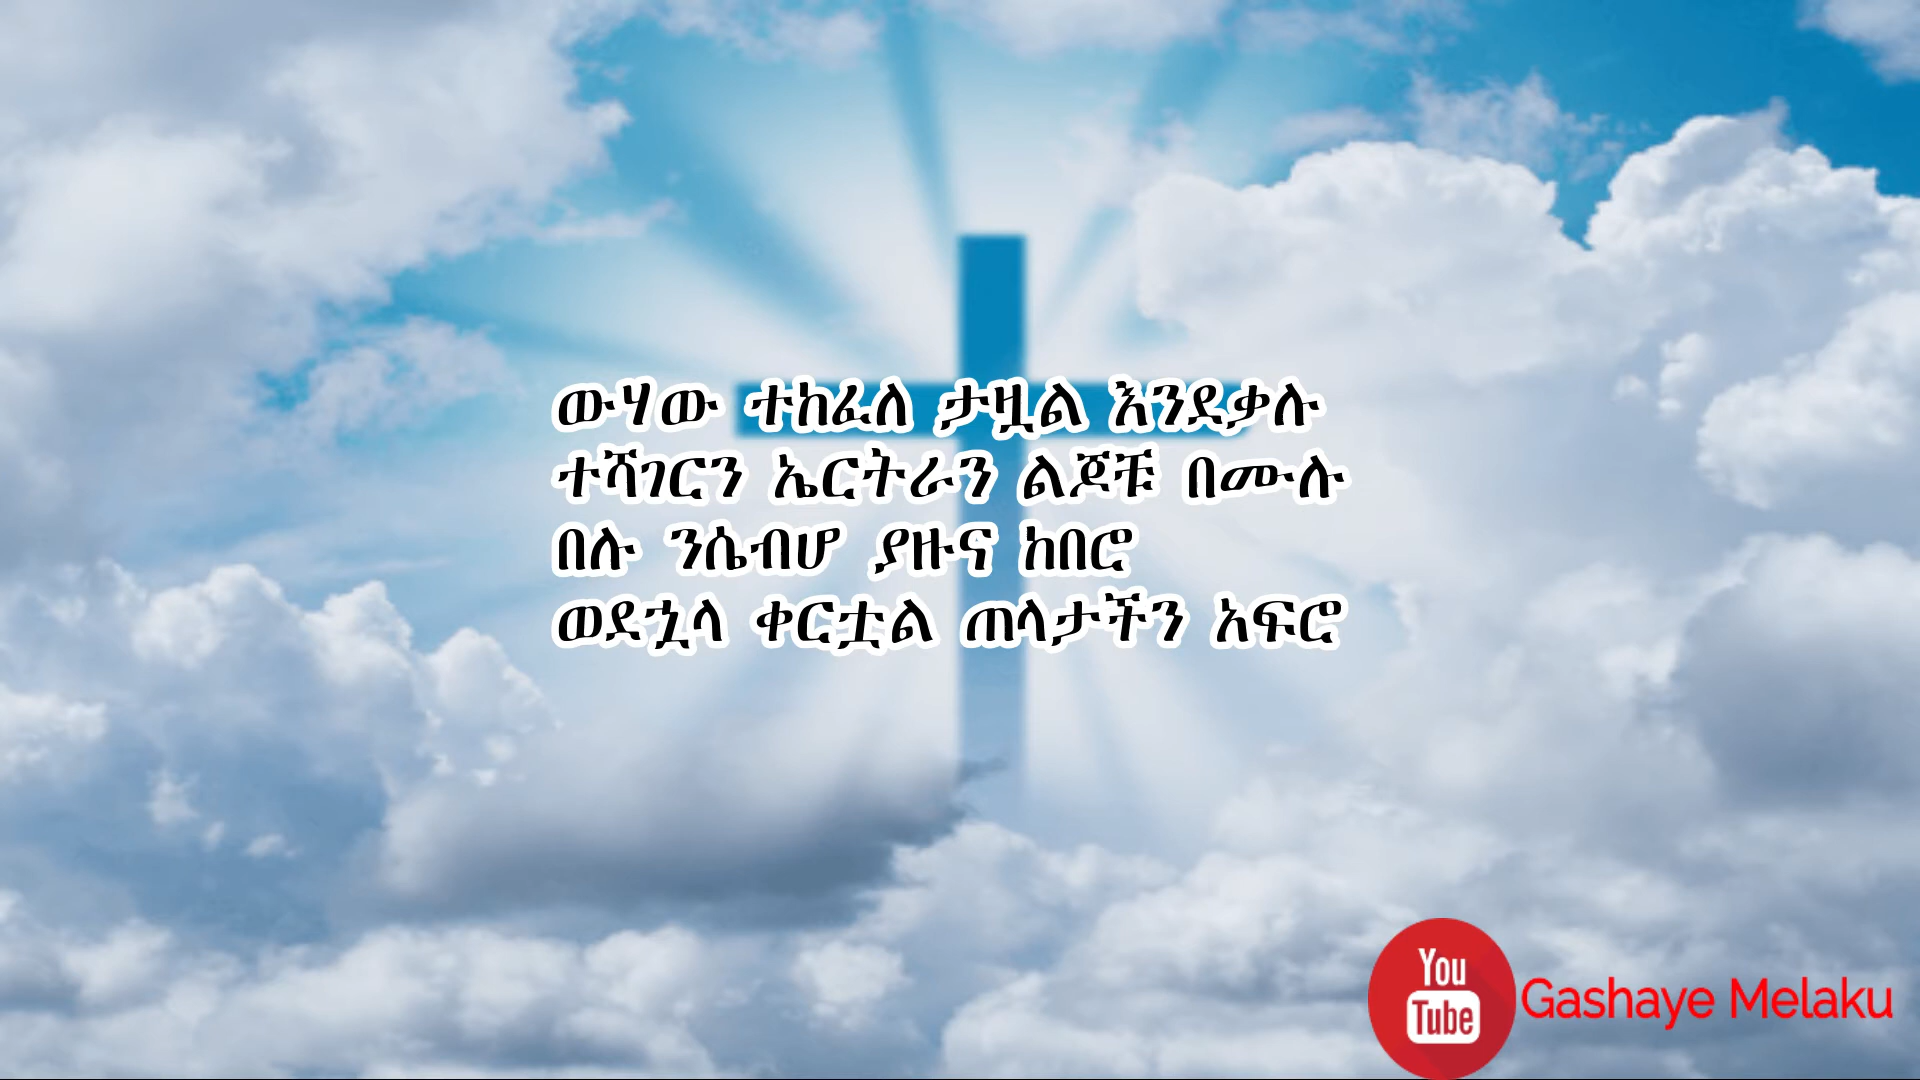 ውሃው ተከፈለ ታዟል እንደቃሉ
ተሻገርን ኤርትራን ልጆቹ በሙሉ
በሉ ንሴብሆ ያዙና ከበሮ
ወደኋላ ቀርቷል ጠላታችን አፍሮ
You
Tube
Gashaye Melaku